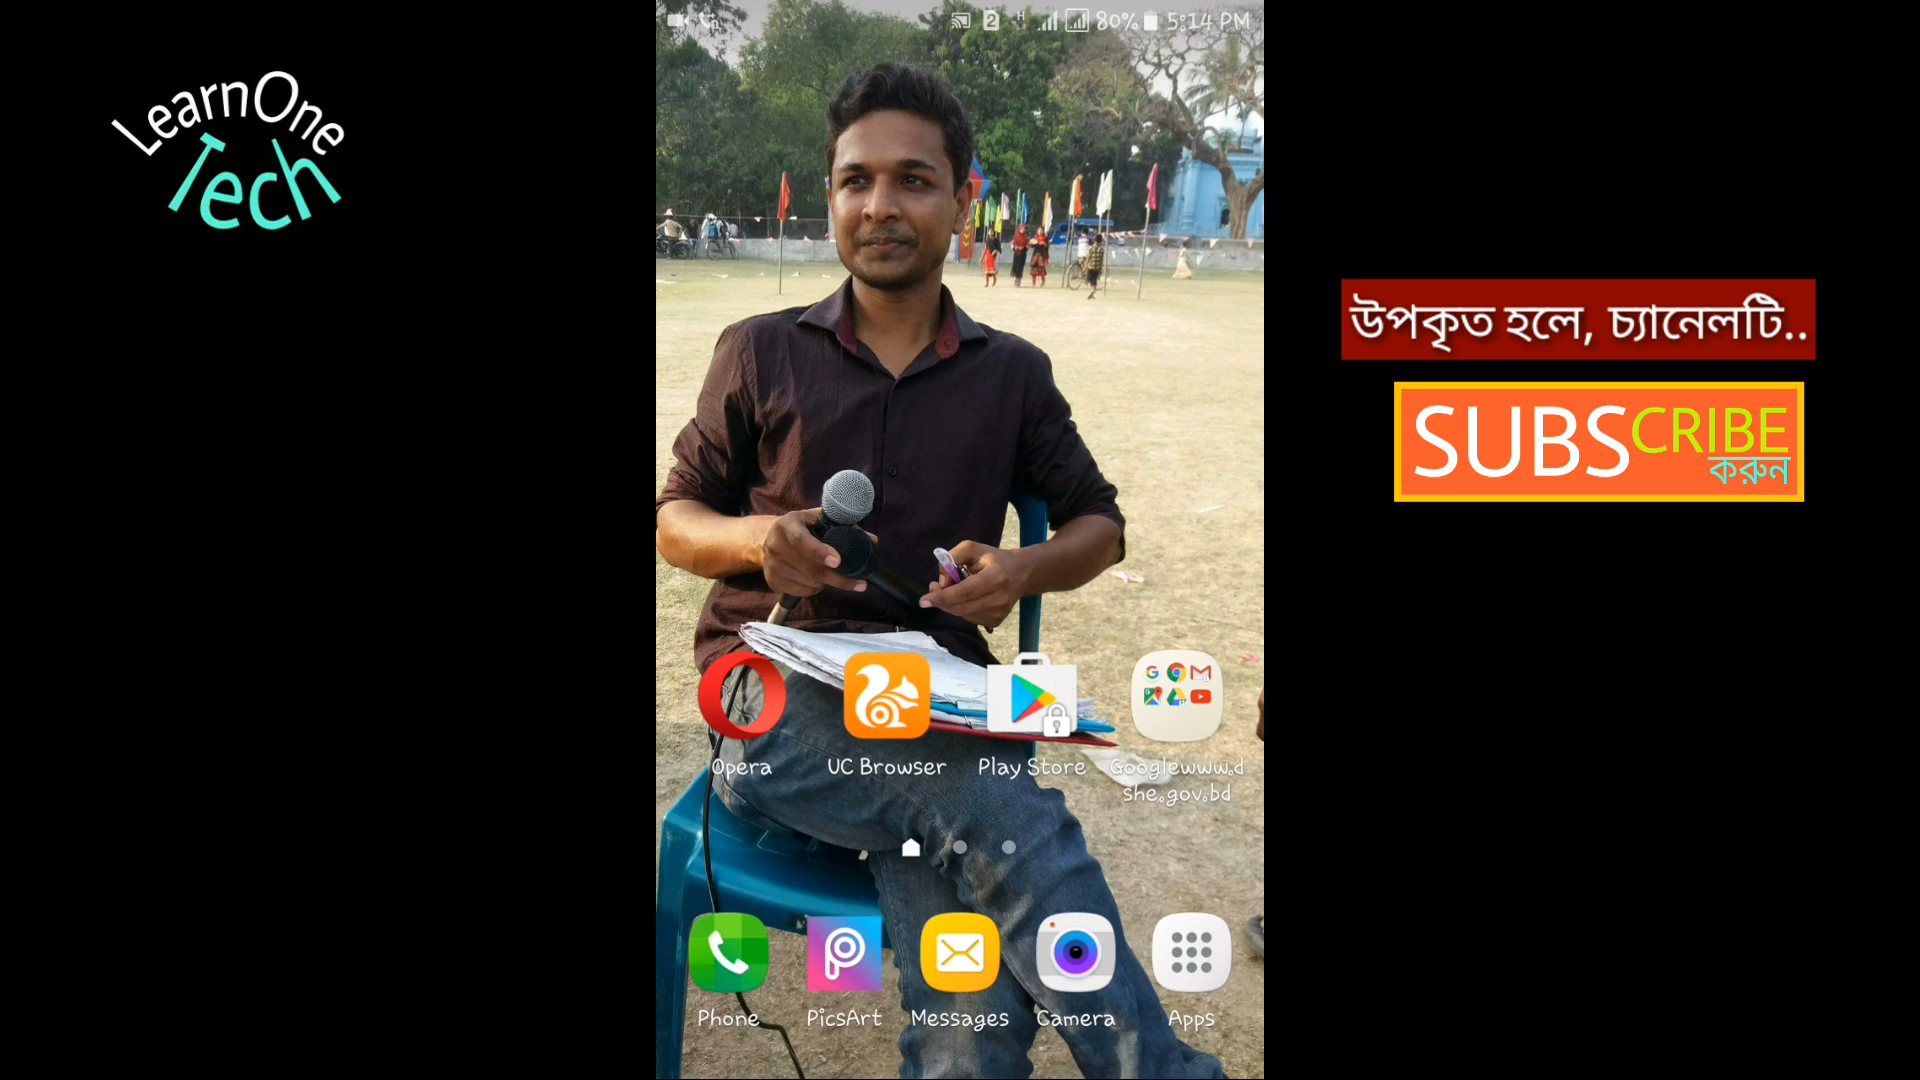 LearnOne
Tech
2 H 80% 5:14 PM
উপকৃত হলে, চ্যানেলটি..
SUBSCRIBE
করুন
Opera
UC Browser
Play Store
Googlewww.d
she.gov.bd
Phone
PicsArt
Messages
Camera
Apps